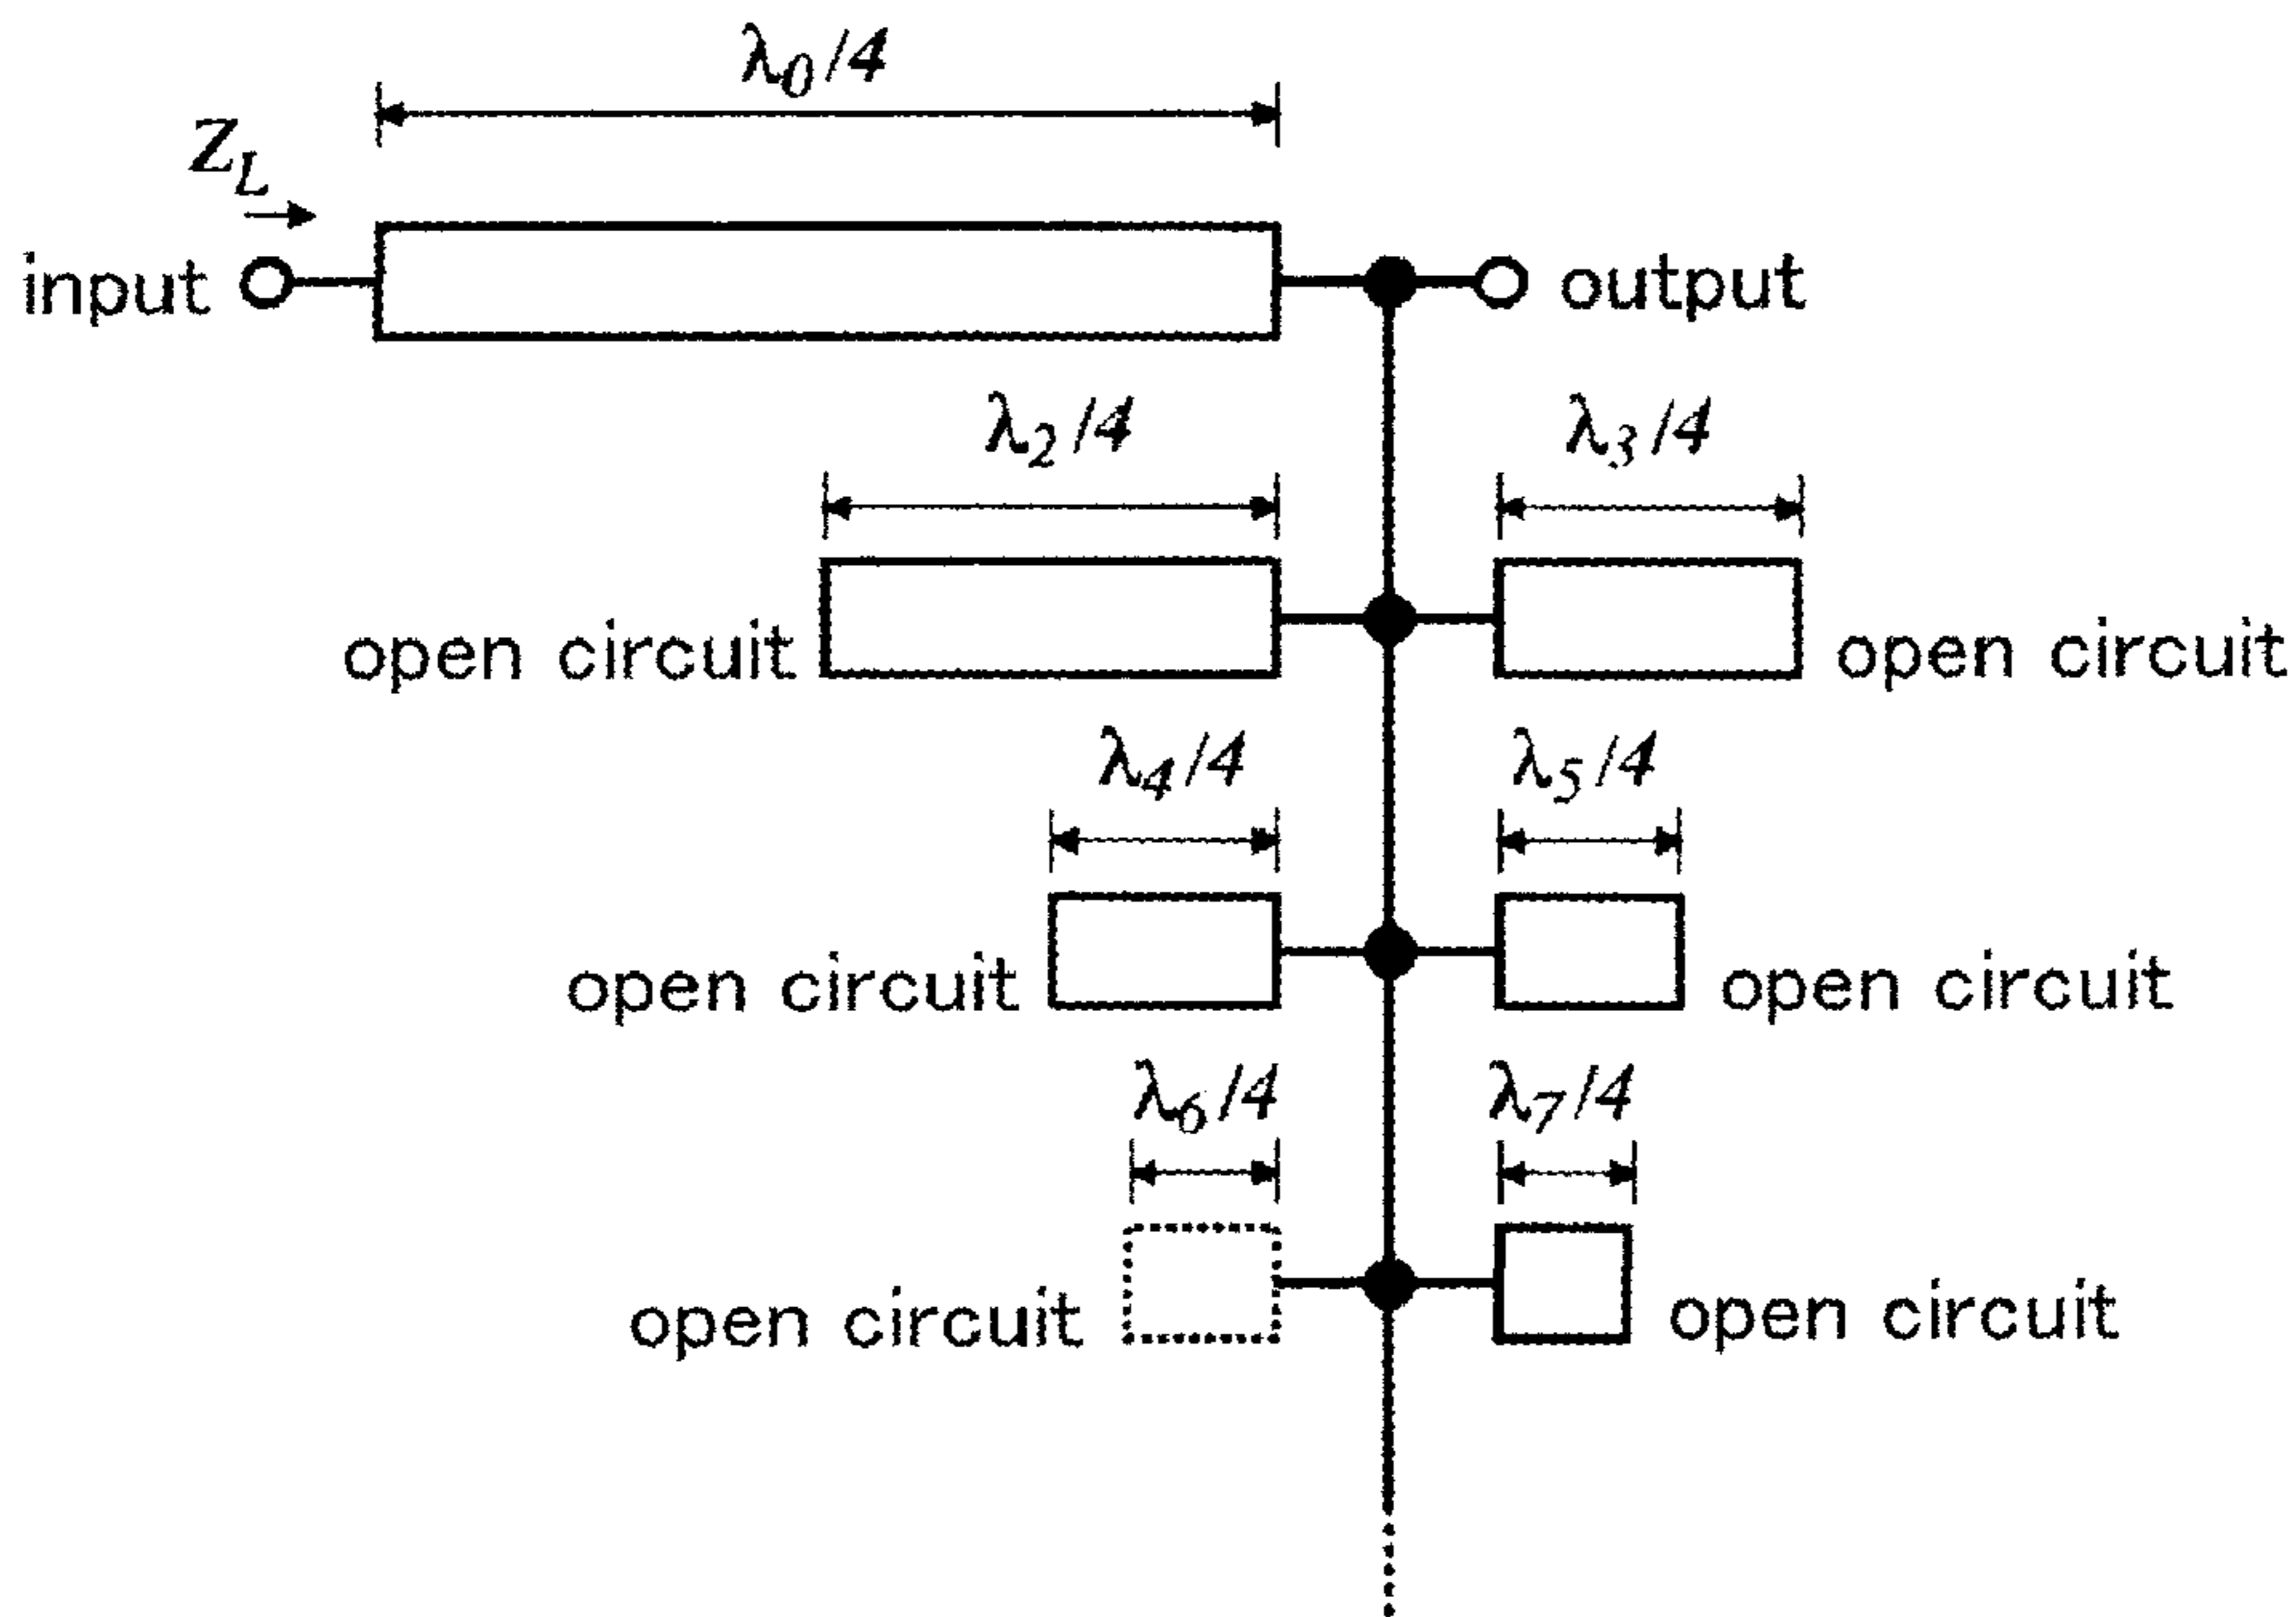 λ0/4
ZL
input output
λ2/4 λ3/4
open circuit open circuit
λ4/4 λ5/4
open circuit open circuit
λ6/4 λ7/4
open circuit open circuit